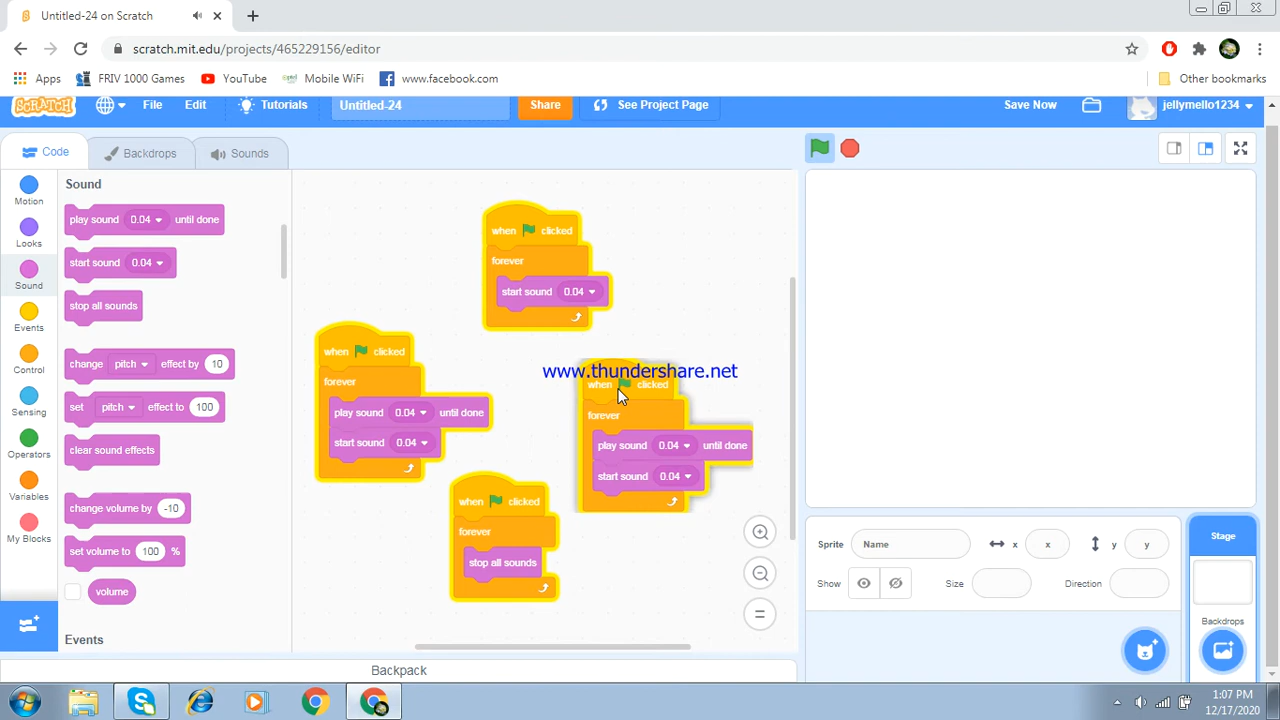 Untitled-24 on Scratch
scratch.mit.edu/projects/465229156/editor
Apps FRIV 1000 Games YouTube Mobile WiFi www.facebook.com Other bookmarks
SCRATCH File Edit Tutorials Untitled-24 Share See Project Page Save Now jellymello1234
Code Backdrops Sounds
Motion
Looks
Sound
Events
Control
Sensing
Operators
Variables
My Blocks
Sound
play sound 0.04 until done
start sound 0.04
stop all sounds
change pitch effect by 10
set pitch effect to 100
clear sound effects
change volume by -10
set volume to 100 %
volume
Events
when clicked
forever
start sound 0.04
when clicked
forever
play sound 0.04 until done
start sound 0.04
www.thundershare.net
when clicked
forever
play sound 0.04 until done
start sound 0.04
when clicked
forever
stop all sounds
Backpack
Sprite Name x x y y
Show Size Direction
Stage
Backdrops
1:07 PM
12/17/2020